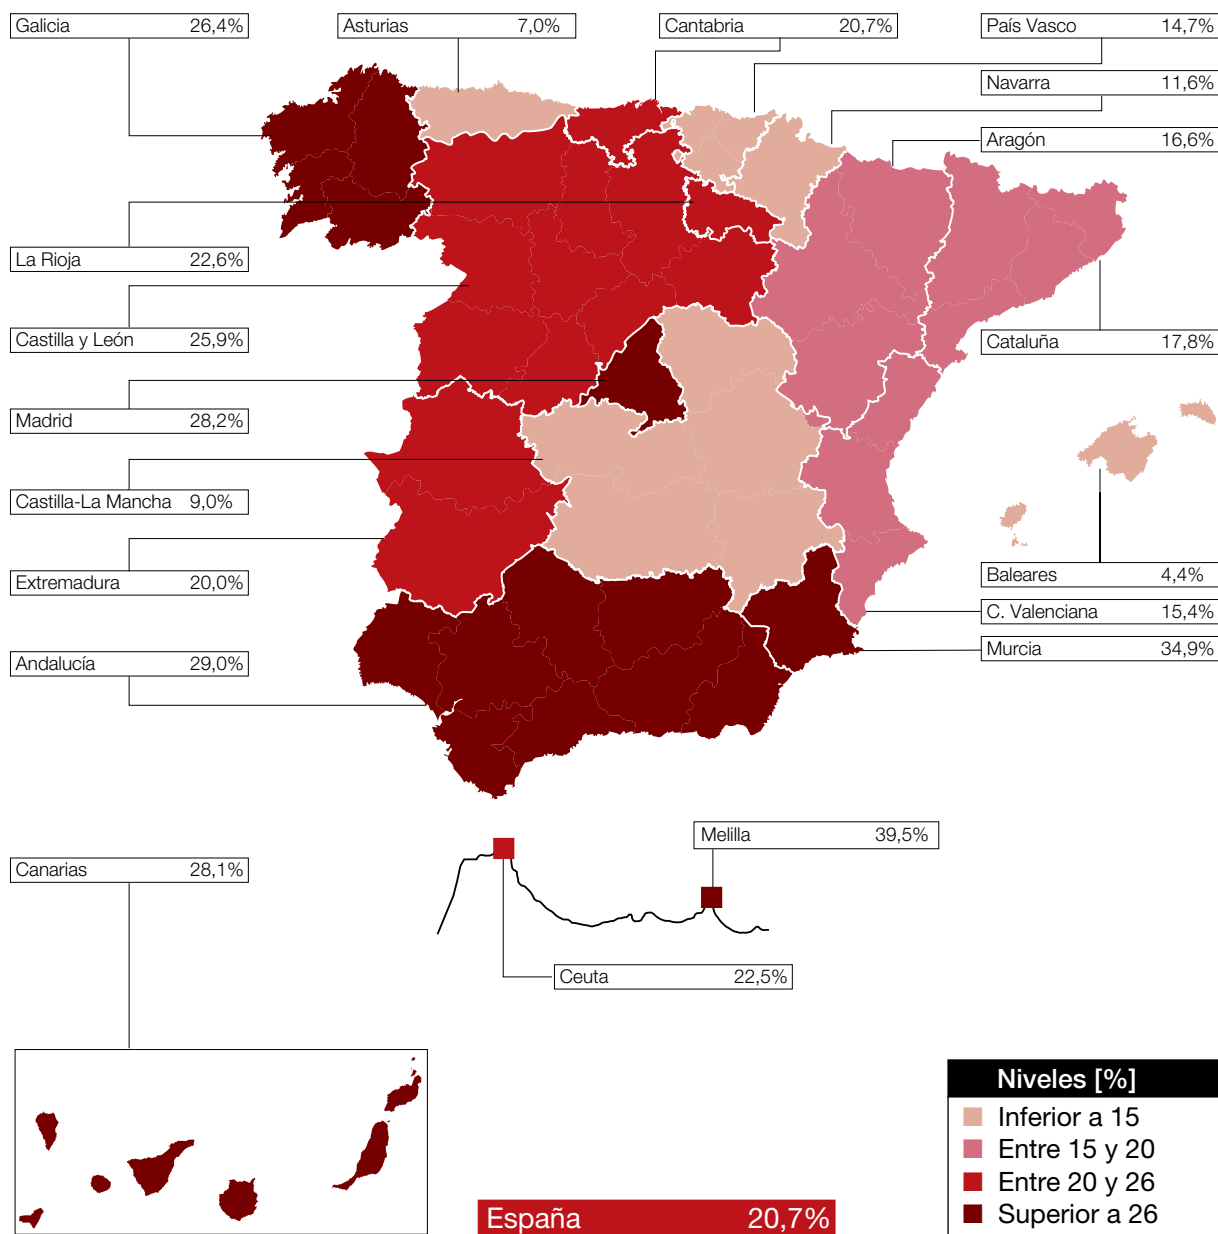 Galicia 26,4%
Asturias 7,0%
Cantabria 20,7%
País Vasco 14,7%
Navarra 11,6%
Aragón 16,6%
La Rioja 22,6%
Castilla y León 25,9%
Cataluña 17,8%
Madrid 28,2%
Castilla-La Mancha 9,0%
Extremadura 20,0%
Baleares 4,4%
C. Valenciana 15,4%
Murcia 34,9%
Andalucía 29,0%
Melilla 39,5%
Canarias 28,1%
Ceuta 22,5%
Niveles [%]
Inferior a 15
Entre 15 y 20
Entre 20 y 26
Superior a 26
España 20,7%